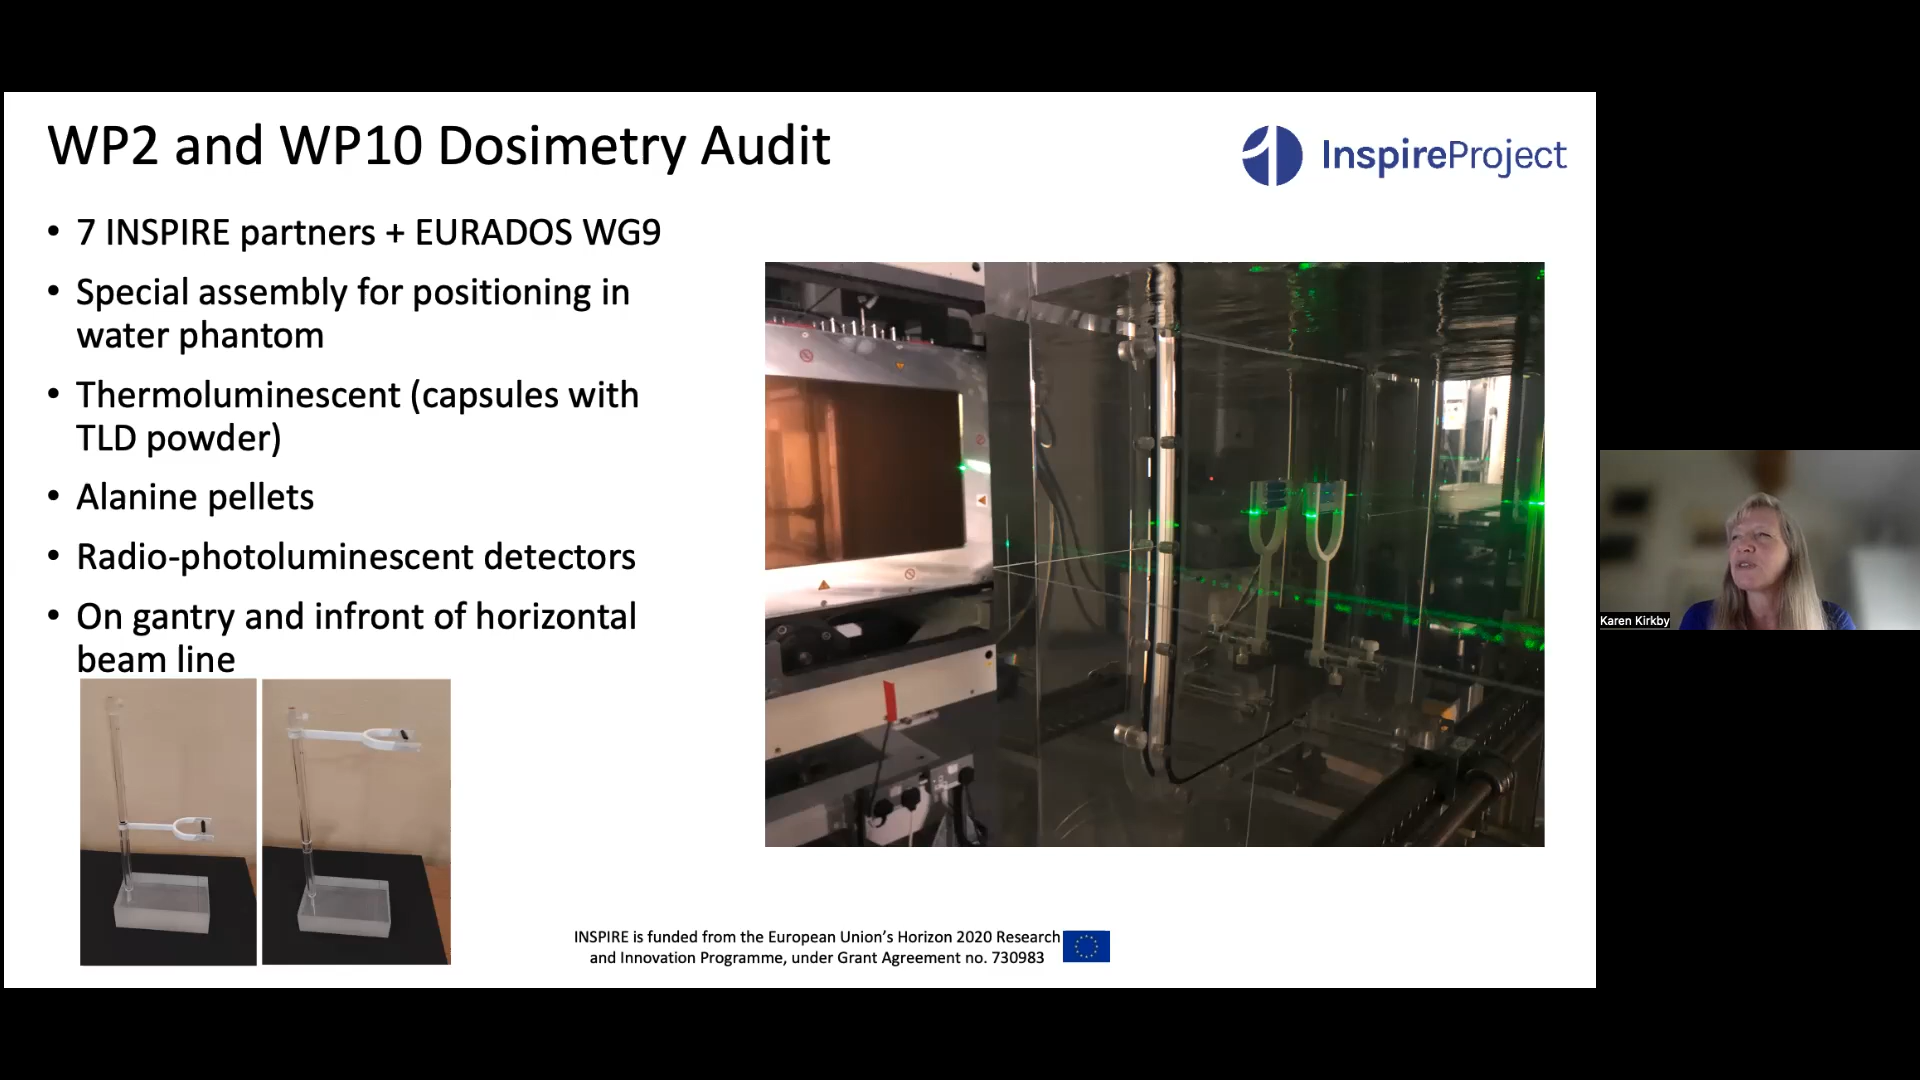 WP2 and WP10 Dosimetry Audit
InspireProject
• 7 INSPIRE partners + EURADOS WG9
• Special assembly for positioning in
water phantom
• Thermoluminescent (capsules with
TLD powder)
• Alanine pellets
• Radio-photoluminescent detectors
• On gantry and infront of horizontal
beam line
Karen Kirkby
INSPIRE is funded from the European Union’s Horizon 2020 Research
and Innovation Programme, under Grant Agreement no. 730983